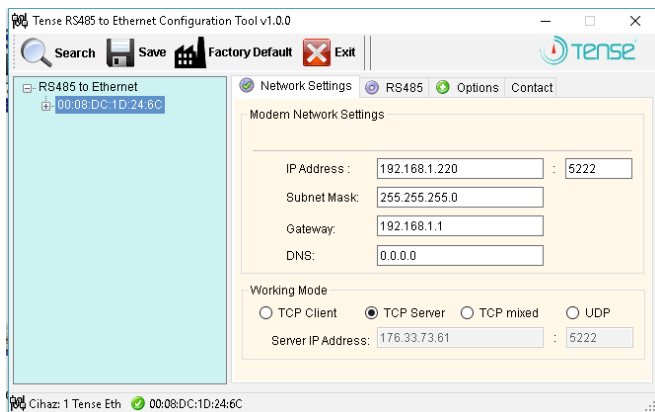 Tense RS485 to Ethernet Configuration Tool v1.0.0
Search Save Factory Default Exit
TENSE
RS485 to Ethernet
00:08:DC:1D:24:6C
Network Settings RS485 Options Contact
Modem Network Settings
IP Address : 192.168.1.220 : 5222
Subnet Mask: 255.255.255.0
Gateway: 192.168.1.1
DNS: 0.0.0.0
Working Mode
TCP Client TCP Server TCP mixed UDP
Server IP Address: 176.33.73.61 : 5222
Cihaz: 1 Tense Eth 00:08:DC:1D:24:6C